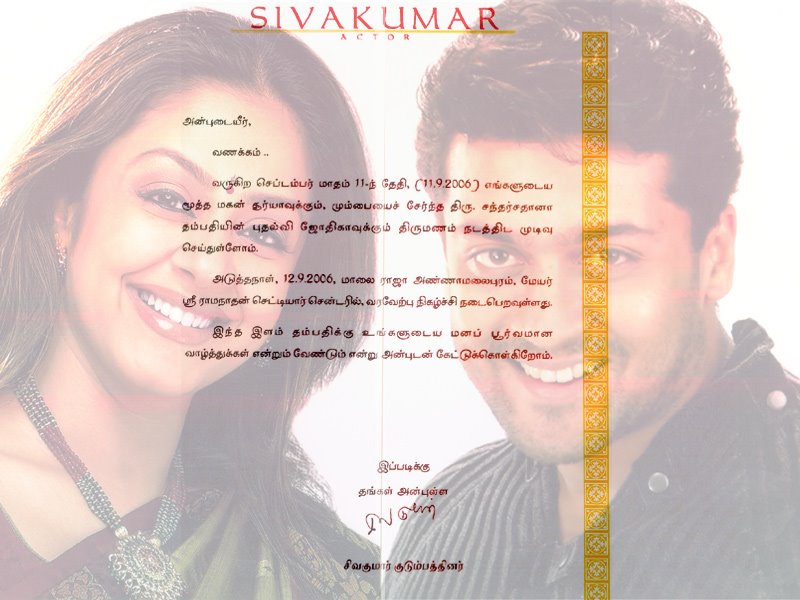 SIVAKUMAR
ACTOR
அன்புடையீர்,
வணக்கம் ..
வருகிற செப்டம்பர் மாதம் 11-ந் தேதி, (11.9.2006) எங்களுடைய
மூத்த மகன் சூர்யாவுக்கும், மும்பையைச் சேர்ந்த திரு. சந்தர்சதானா
தம்பதியின் புதல்வி ஜோதிகாவுக்கும் திருமணம் நடத்திட முடிவு
செய்துள்ளோம்.
அடுத்தநாள், 12.9.2006, மாலை ராஜா அண்ணாமலைபுரம், மேயர்
ஸ்ரீ ராமநாதன் செட்டியார் சென்டரில், வரவேற்பு நிகழ்ச்சி நடைபெறவுள்ளது.
இந்த இளம் தம்பதிக்கு உங்களுடைய மனப் பூர்வமான
வாழ்த்துக்கள் என்றும் வேண்டும் என்று அன்புடன் கேட்டுக்கொள்கிறோம்.
இப்படிக்கு
தங்கள் அன்புள்ள
சிவகுமார் குடும்பத்தினர்